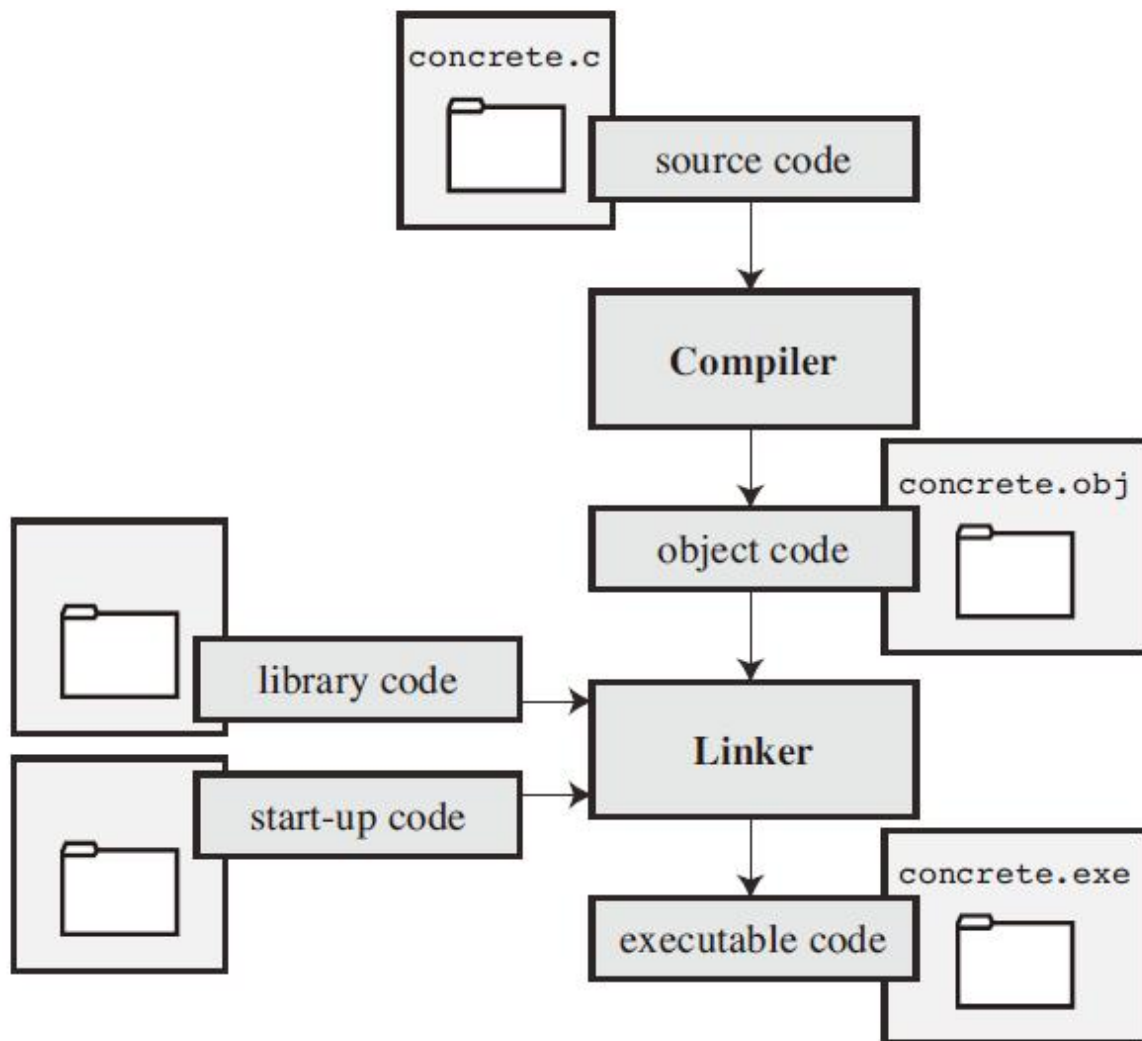 concrete.c
source code
Compiler
concrete.obj
object code
library code
Linker
start-up code
concrete.exe
executable code